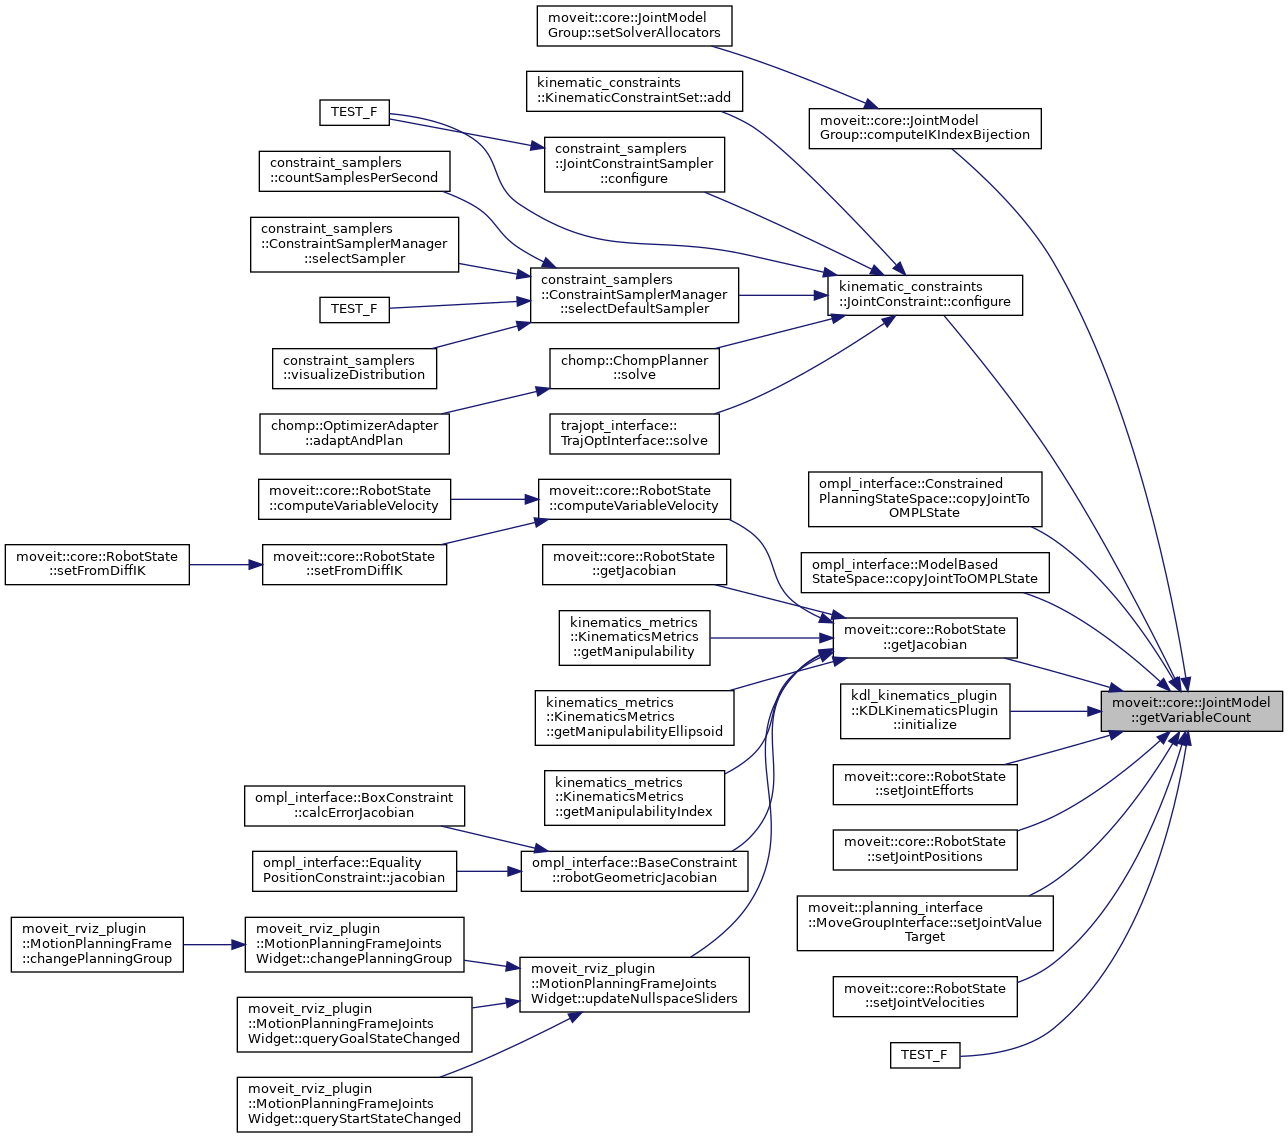 moveit::core::JointModel
Group::setSolverAllocators
kinematic_constraints
::KinematicConstraintSet::add
TEST_F
moveit::core::JointModel
Group::computeIKIndexBijection
constraint_samplers
::JointConstraintSampler
::configure
constraint_samplers
::countSamplesPerSecond
constraint_samplers
::ConstraintSamplerManager
::selectSampler
constraint_samplers
::ConstraintSamplerManager
::selectDefaultSampler
kinematic_constraints
::JointConstraint::configure
TEST_F
constraint_samplers
::visualizeDistribution
chomp::ChompPlanner
::solve
chomp::OptimizerAdapter
::adaptAndPlan
trajopt_interface::
TrajOptInterface::solve
ompl_interface::Constrained
PlanningStateSpace::copyJointTo
OMPLState
moveit::core::RobotState
::computeVariableVelocity
moveit::core::RobotState
::computeVariableVelocity
moveit::core::RobotState
::setFromDiffIK
moveit::core::RobotState
::setFromDiffIK
moveit::core::RobotState
::getJacobian
ompl_interface::ModelBased
StateSpace::copyJointToOMPLState
kinematics_metrics
::KinematicsMetrics
::getManipulability
moveit::core::RobotState
::getJacobian
kinematics_metrics
::KinematicsMetrics
::getManipulabilityEllipsoid
kdl_kinematics_plugin
::KDLKinematicsPlugin
::initialize
moveit::core::JointModel
::getVariableCount
kinematics_metrics
::KinematicsMetrics
::getManipulabilityIndex
moveit::core::RobotState
::setJointEfforts
ompl_interface::BoxConstraint
::calcErrorJacobian
ompl_interface::Equality
PositionConstraint::jacobian
ompl_interface::BaseConstraint
::robotGeometricJacobian
moveit::core::RobotState
::setJointPositions
moveit::planning_interface
::MoveGroupInterface::setJointValue
Target
moveit_rviz_plugin
::MotionPlanningFrame
::changePlanningGroup
moveit_rviz_plugin
::MotionPlanningFrameJoints
Widget::changePlanningGroup
moveit_rviz_plugin
::MotionPlanningFrameJoints
Widget::updateNullspaceSliders
moveit::core::RobotState
::setJointVelocities
moveit_rviz_plugin
::MotionPlanningFrameJoints
Widget::queryGoalStateChanged
TEST_F
moveit_rviz_plugin
::MotionPlanningFrameJoints
Widget::queryStartStateChanged